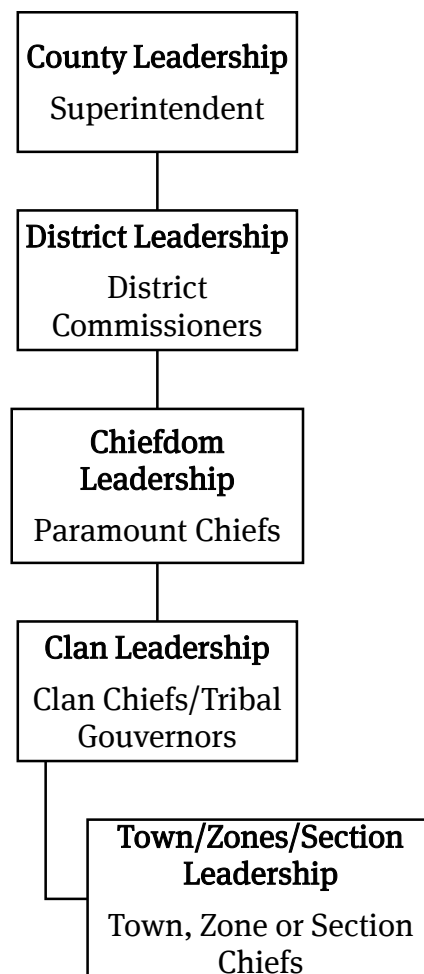 County Leadership
Superintendent
District Leadership
District
Commissioners
Chiefdom
Leadership
Paramount Chiefs
Clan Leadership
Clan Chiefs/Tribal
Gouvernors
Town/Zones/Section
Leadership
Town, Zone or Section
Chiefs